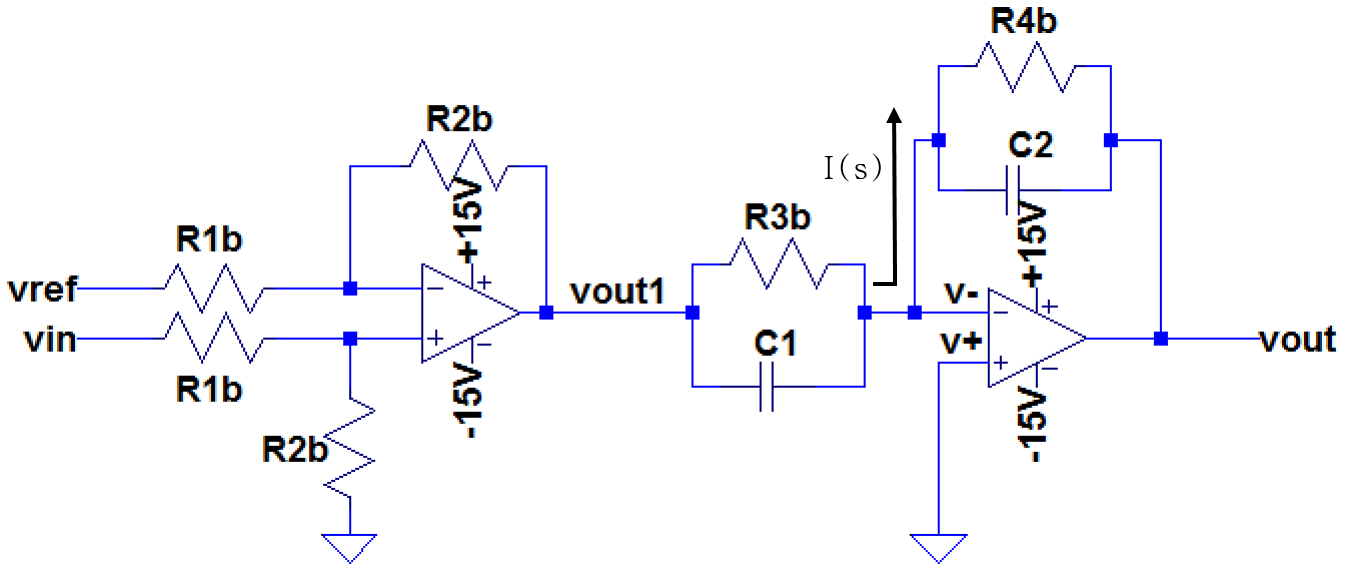 R4b
R2b
C2
I(s)
+15V
+15V
R1b
R3b
vref
vout1
v-
vin
v+
vout
C1
R1b
-15V
-15V
R2b